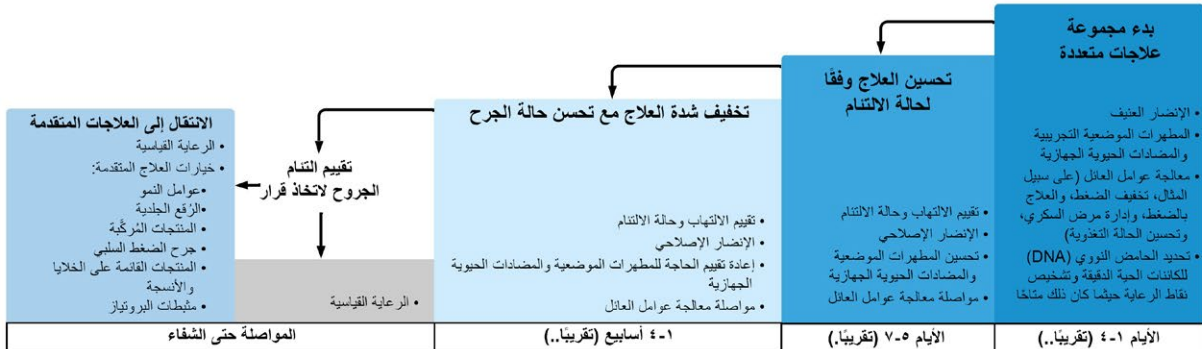 بدء مجموعة
علاجات متعددة
• الإنضار العنيف
• المطهرات الموضعية التجريبية
والمضادات الحيوية الجهازية
• معالجة عوامل العائل (على سبيل
المثال، تخفيف الضغط، والعلاج
بالضغط، وإدارة مرض السكري،
وتحسين الحالة التغذوية)
• تحديد الحامض النووي (DNA)
للكائنات الحية الدقيقة وتشخيص
نقاط الرعاية حيثما كان ذلك متاحًا
الأيام ١-٤ (تقريبًا..)
تحسين العلاج وفقًا
لحالة الالتئام
• تقييم الالتهاب وحالة الالتئام
• الإنضار الإصلاحي
• تحسين المطهرات الموضعية
والمضادات الحيوية الجهازية
• مواصلة معالجة عوامل العائل
الأيام ٥-٧ (تقريبًا.)
تخفيف شدة العلاج مع تحسن حالة الجرح
• تقييم الالتهاب وحالة الالتئام
• الإنضار الإصلاحي
• إعادة تقييم الحاجة للمطهرات الموضعية والمضادات الحيوية
الجهازية
• مواصلة معالجة عوامل العائل
١-٤ أسابيع (تقريبًا..)
تقييم التئام
الجروح لاتخاذ قرار
• الرعاية القياسية
الانتقال إلى العلاجات المتقدمة
• الرعاية القياسية
• خيارات العلاج المتقدمة:
•عوامل النمو
•الرُقع الجلدية
• المنتجات المُركَّبة
• جرح الضغط السلبي
• المنتجات القائمة على الخلايا
والأنسجة
• مثبطات البروتياز
المواصلة حتى الشفاء